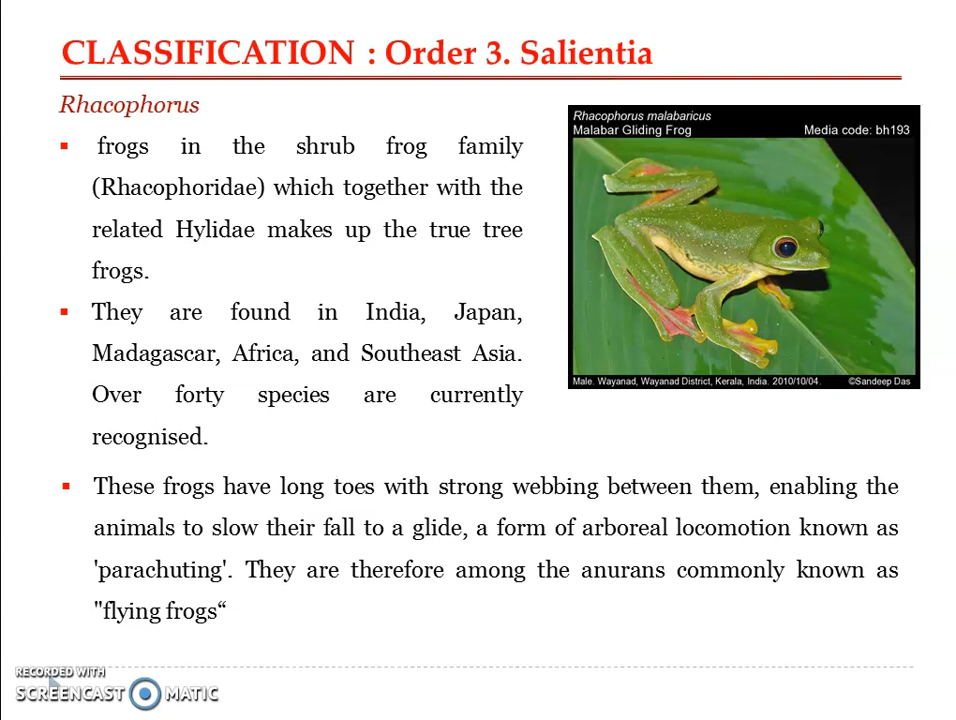 CLASSIFICATION : Order 3. Salientia
Rhacophorus
▪ frogs in the shrub frog family
(Rhacophoridae) which together with the
related Hylidae makes up the true tree
frogs.
▪ They are found in India, Japan,
Madagascar, Africa, and Southeast Asia.
Over forty species are currently
recognised.
Rhacophorus malabaricus
Malabar Gliding Frog Media code: bh193
Male. Wayanad, Wayanad District, Kerala, India. 2010/10/04. ©Sandeep Das
▪ These frogs have long toes with strong webbing between them, enabling the
animals to slow their fall to a glide, a form of arboreal locomotion known as
'parachuting'. They are therefore among the anurans commonly known as
"flying frogs“
RECORDED WITH
SCREENCAST MATIC